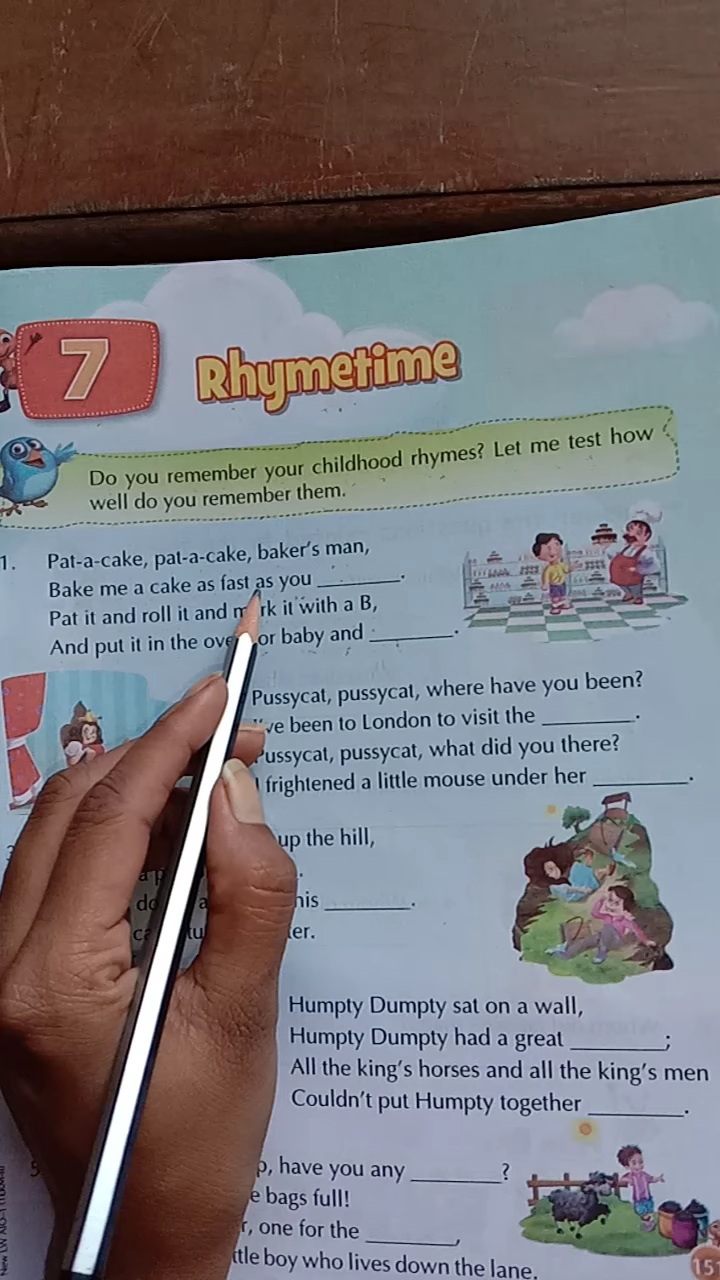 7
Rhymetime
Do you remember your childhood rhymes? Let me test how
well do you remember them.
1. Pat-a-cake, pat-a-cake, baker's man,
Bake me a cake as fast as you ________.
Pat it and roll it and mark it with a B,
And put it in the oven for baby and ________.
Pussycat, pussycat, where have you been?
I've been to London to visit the ________.
Pussycat, pussycat, what did you there?
I frightened a little mouse under her ________.
up the hill,
his ________.
Humpty Dumpty sat on a wall,
Humpty Dumpty had a great ________;
All the king's horses and all the king's men
Couldn't put Humpty together ________.
have you any ________?
bags full!
one for the ________,
boy who lives down the lane.
15